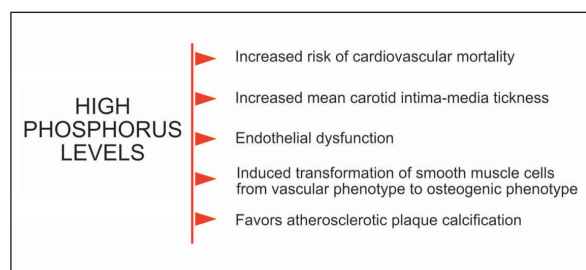 HIGH
PHOSPHORUS
LEVELS
Increased risk of cardiovascular mortality
Increased mean carotid intima-media tickness
Endothelial dysfunction
Induced transformation of smooth muscle cells
from vascular phenotype to osteogenic phenotype
Favors atherosclerotic plaque calcification